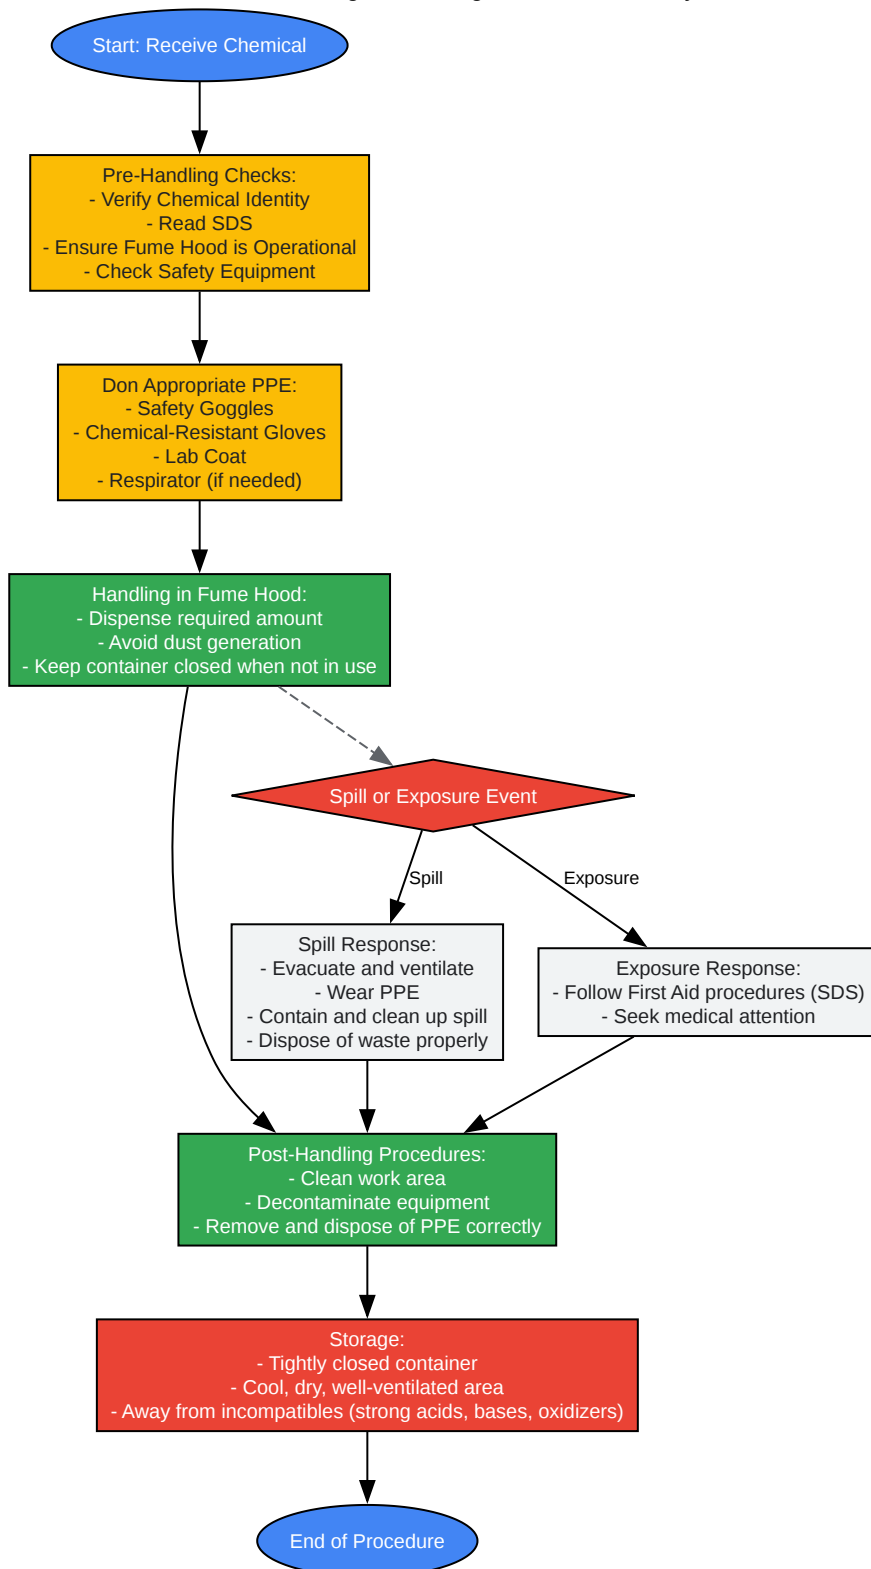 Start: Receive Chemical
Pre-Handling Checks:
- Verify Chemical Identity
- Read SDS
- Ensure Fume Hood is Operational
- Check Safety Equipment
Don Appropriate PPE:
- Safety Goggles
- Chemical-Resistant Gloves
- Lab Coat
- Respirator (if needed)
Handling in Fume Hood:
- Dispense required amount
- Avoid dust generation
- Keep container closed when not in use
Spill or Exposure Event
Spill
Exposure
Spill Response:
- Evacuate and ventilate
- Wear PPE
- Contain and clean up spill
- Dispose of waste properly
Exposure Response:
- Follow First Aid procedures (SDS)
- Seek medical attention
Post-Handling Procedures:
- Clean work area
- Decontaminate equipment
- Remove and dispose of PPE correctly
Storage:
- Tightly closed container
- Cool, dry, well-ventilated area
- Away from incompatibles (strong acids, bases, oxidizers)
End of Procedure